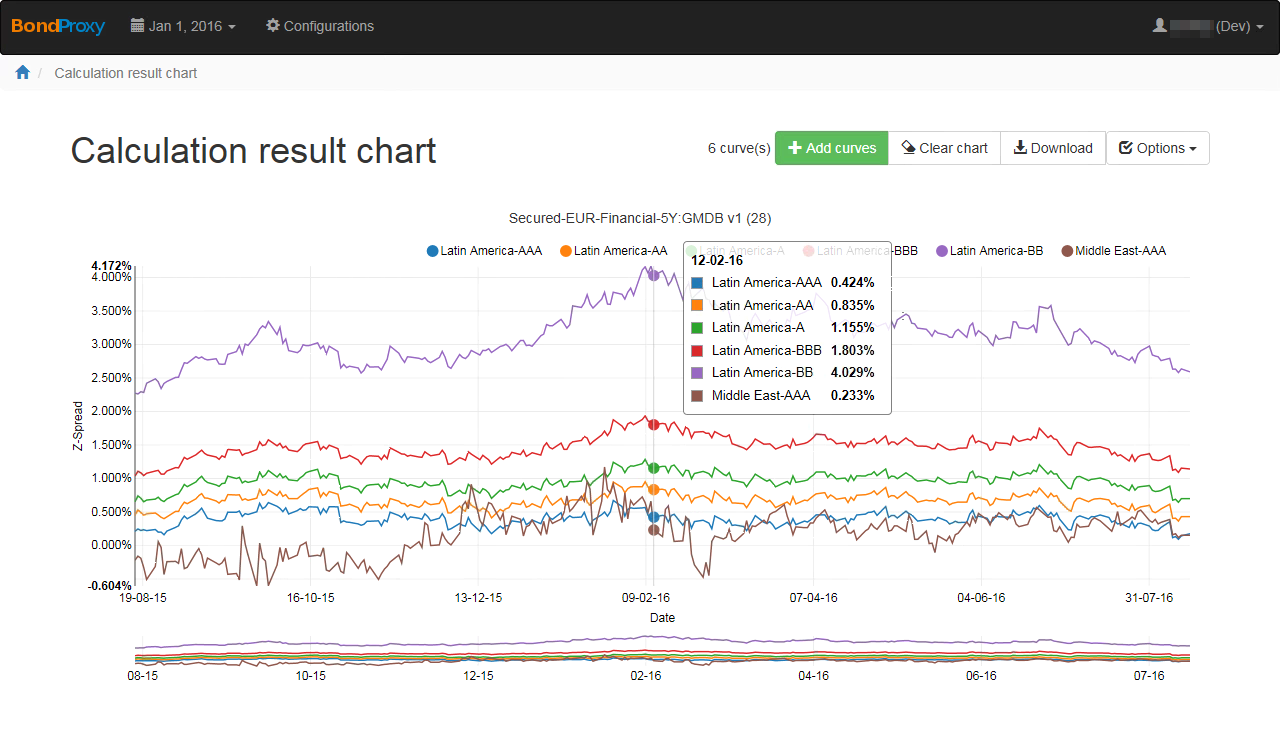 BondProxy Jan 1, 2016 Configurations (Dev)
/ Calculation result chart
Calculation result chart
6 curve(s) Add curves Clear chart Download Options
Secured-EUR-Financial-5Y:GMDB v1 (28)
Latin America-AAA Latin America-AA Latin America-A Latin America-BBB Latin America-BB Middle East-AAA
12-02-16
Latin America-AAA 0.424%
Latin America-AA 0.835%
Latin America-A 1.155%
Latin America-BBB 1.803%
Latin America-BB 4.029%
Middle East-AAA 0.233%
Z-Spread
4.172%
4.000%
3.500%
3.000%
2.500%
2.000%
1.500%
1.000%
0.500%
0.000%
-0.604%
19-08-15 16-10-15 13-12-15 09-02-16 07-04-16 04-06-16 31-07-16
Date
08-15 10-15 12-15 02-16 04-16 06-16 07-16